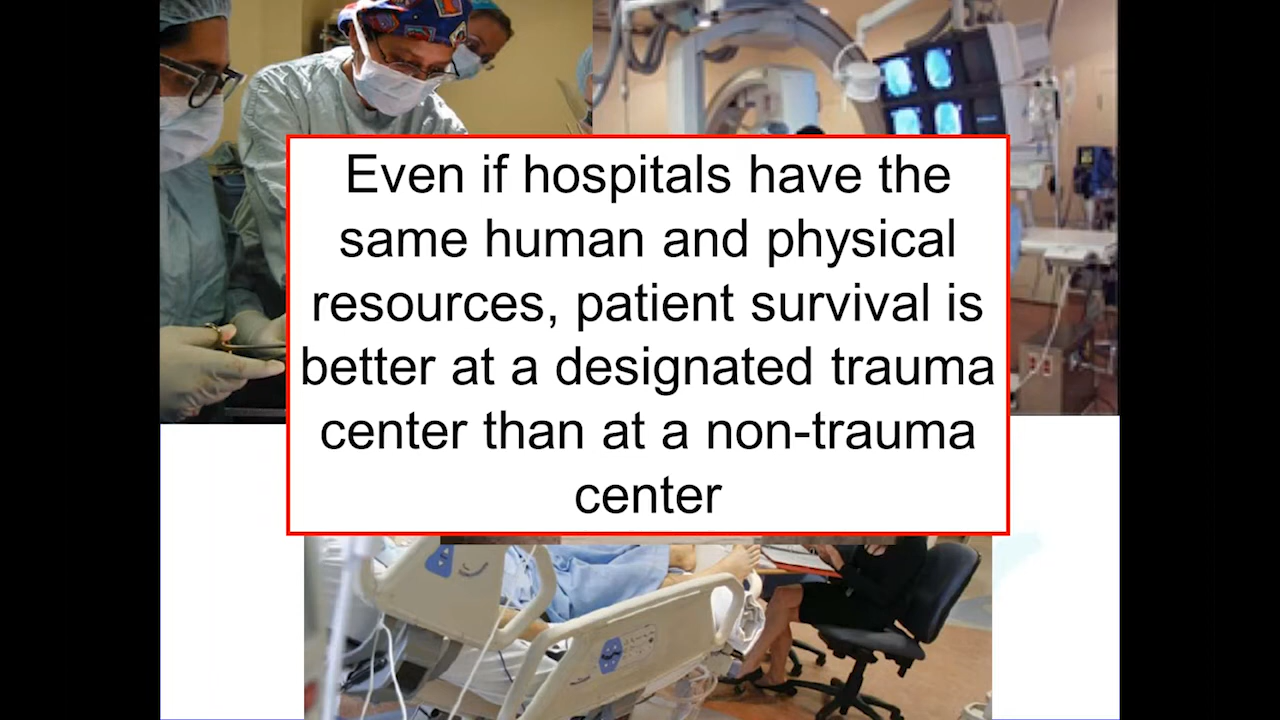 Even if hospitals have the
same human and physical
resources, patient survival is
better at a designated trauma
center than at a non-trauma
center